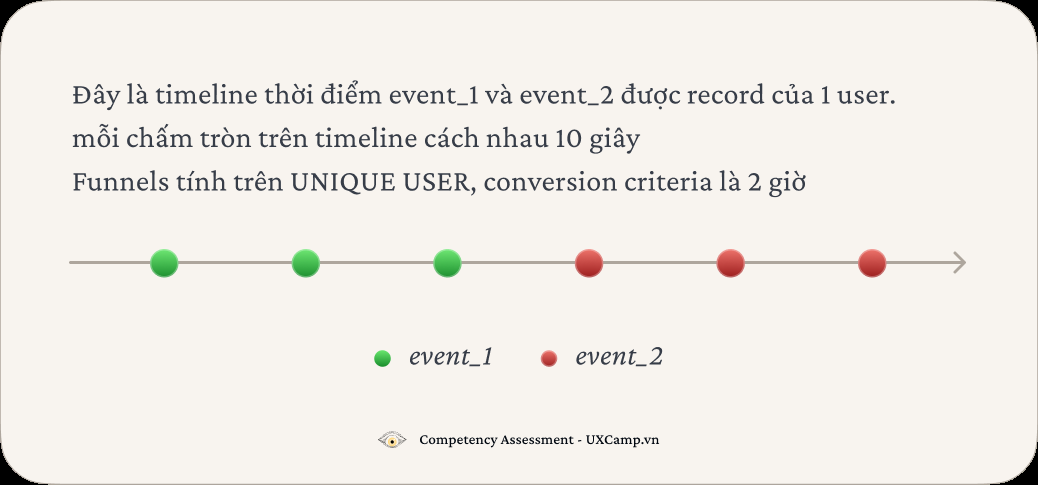 Đây là timeline thời điểm event_1 và event_2 được record của 1 user.
mỗi chấm tròn trên timeline cách nhau 10 giây
Funnels tính trên UNIQUE USER, conversion criteria là 2 giờ
event_1 event_2
Competency Assessment - UXCamp.vn